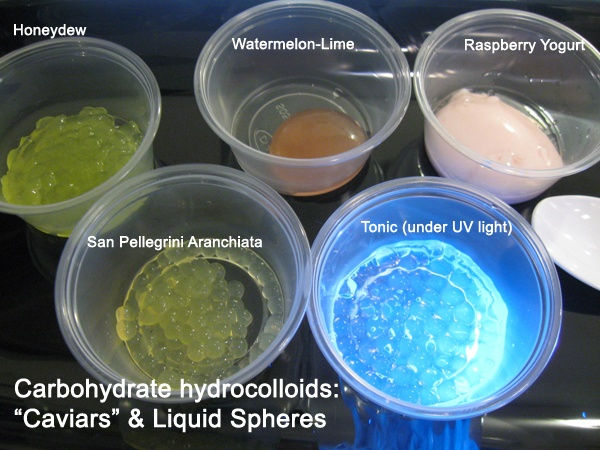 Honeydew
Watermelon-Lime
Raspberry Yogurt
San Pellegrini Aranchiata
Tonic (under UV light)
Carbohydrate hydrocolloids:
“Caviars” & Liquid Spheres